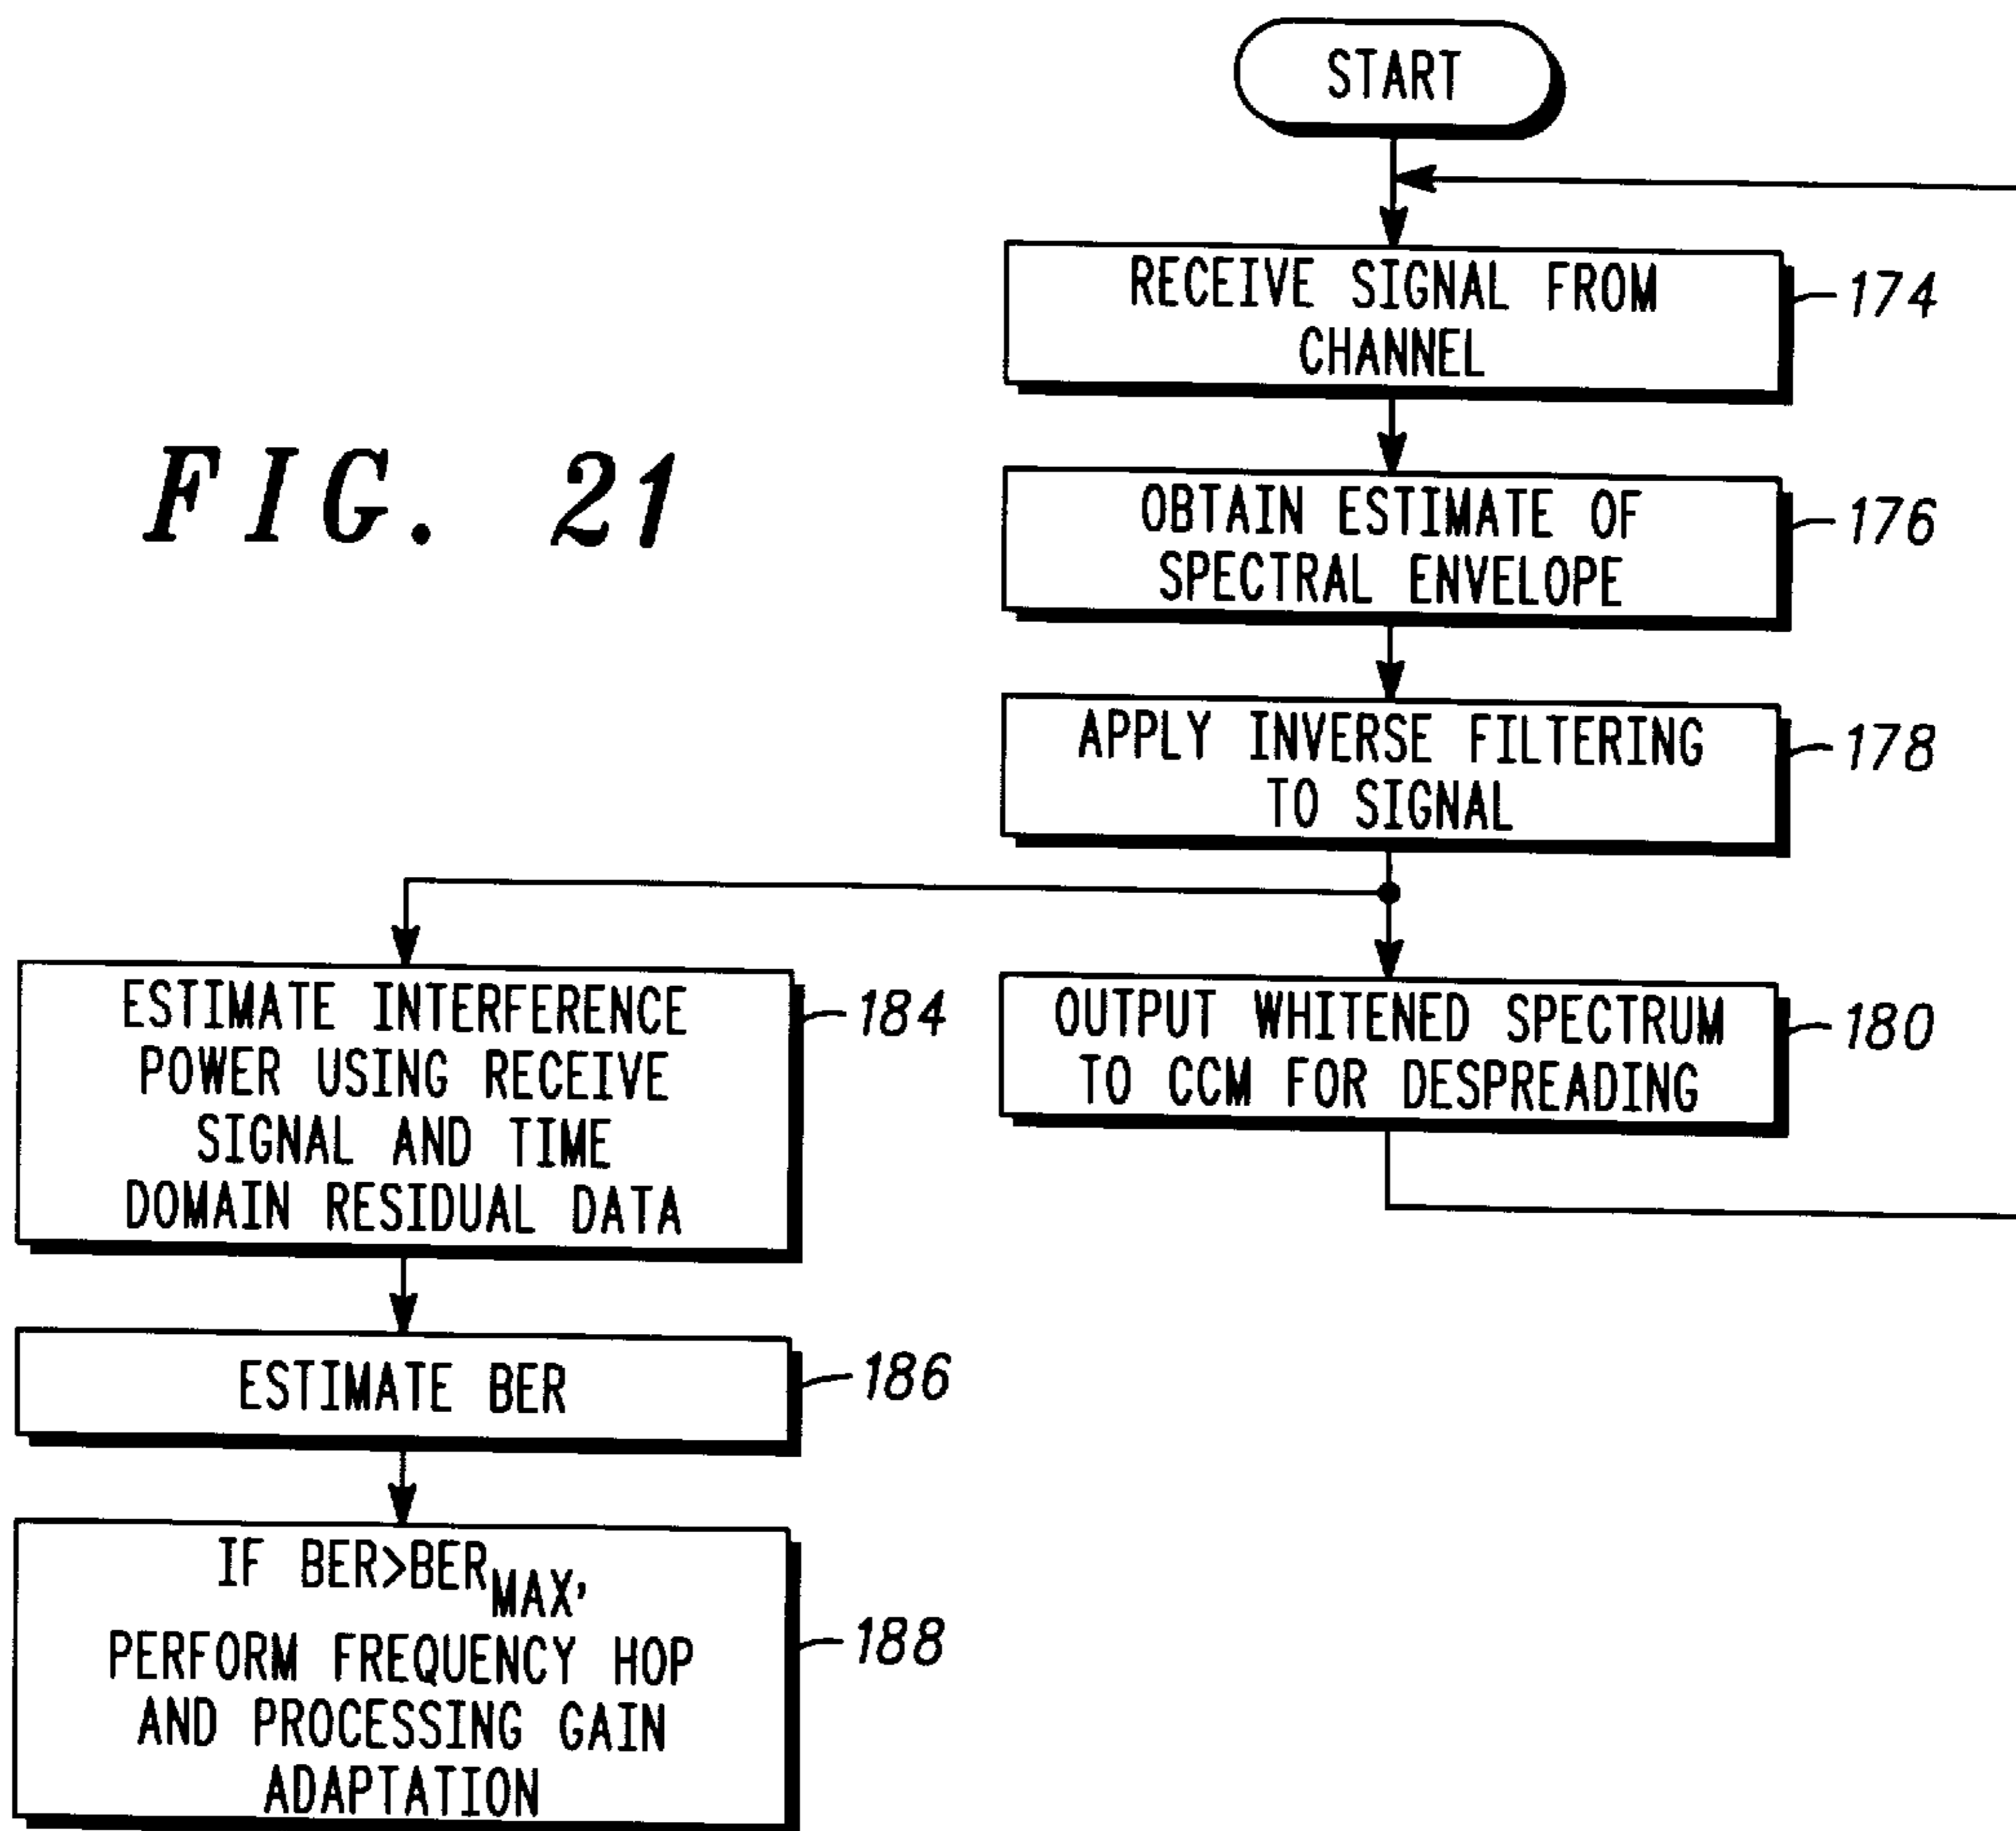 START
RECEIVE SIGNAL FROM
CHANNEL
174
FIG. 21
OBTAIN ESTIMATE OF
SPECTRAL ENVELOPE
176
APPLY INVERSE FILTERING
TO SIGNAL
178
ESTIMATE INTERFERENCE
POWER USING RECEIVE
SIGNAL AND TIME
DOMAIN RESIDUAL DATA
184
OUTPUT WHITENED SPECTRUM
TO CCM FOR DESPREADING
180
ESTIMATE BER
186
IF BER>BERMAX,
PERFORM FREQUENCY HOP
AND PROCESSING GAIN
ADAPTATION
188